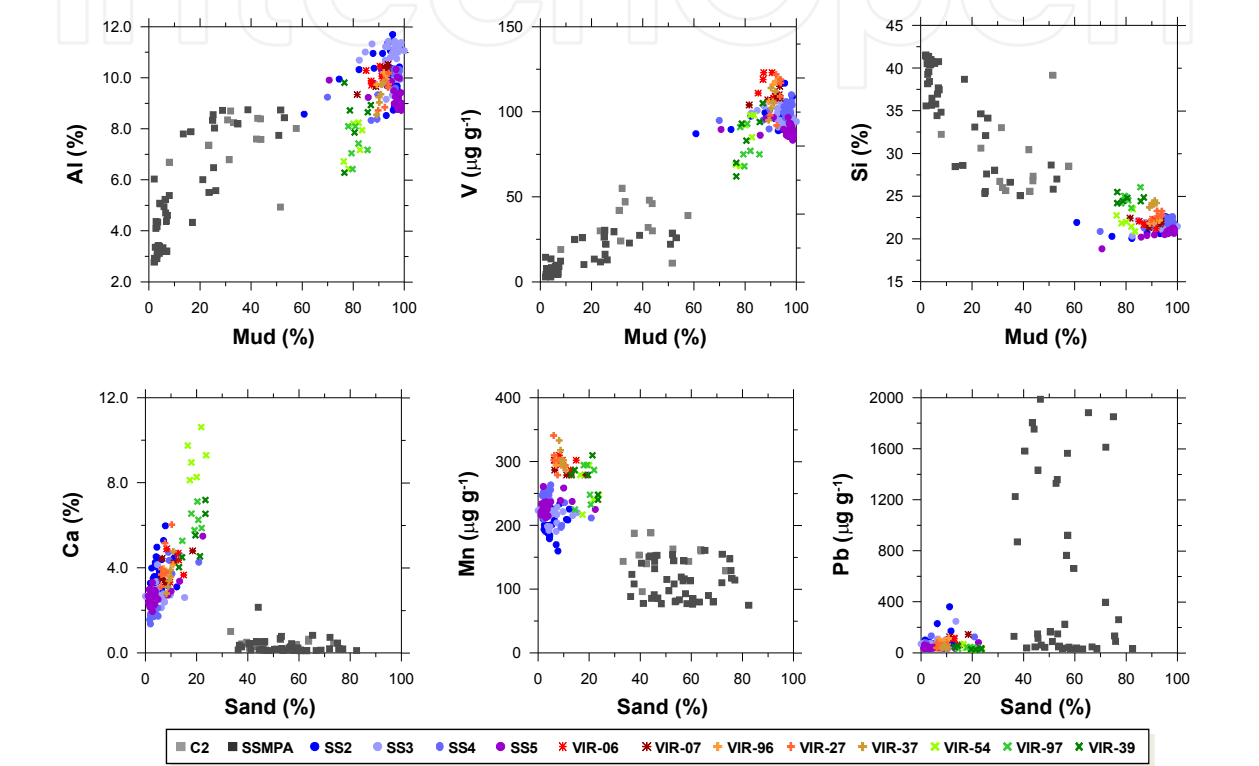 intechopen
12.0
10.0
8.0
6.0
4.0
2.0
Al (%)
0 20 40 60 80 100
Mud (%)
150
100
50
0
V (µg g-1)
0 20 40 60 80 100
Mud (%)
45
40
35
30
25
20
15
Si (%)
0 20 40 60 80 100
Mud (%)
12.0
8.0
4.0
0.0
Ca (%)
0 20 40 60 80 100
Sand (%)
400
300
200
100
0
Mn (µg g-1)
0 20 40 60 80 100
Sand (%)
2000
1600
1200
800
400
0
Pb (µg g-1)
0 20 40 60 80 100
Sand (%)
C2 SSMPA SS2 SS3 SS4 SS5 VIR-06 VIR-07 VIR-96 VIR-27 VIR-37 VIR-54 VIR-97 VIR-39